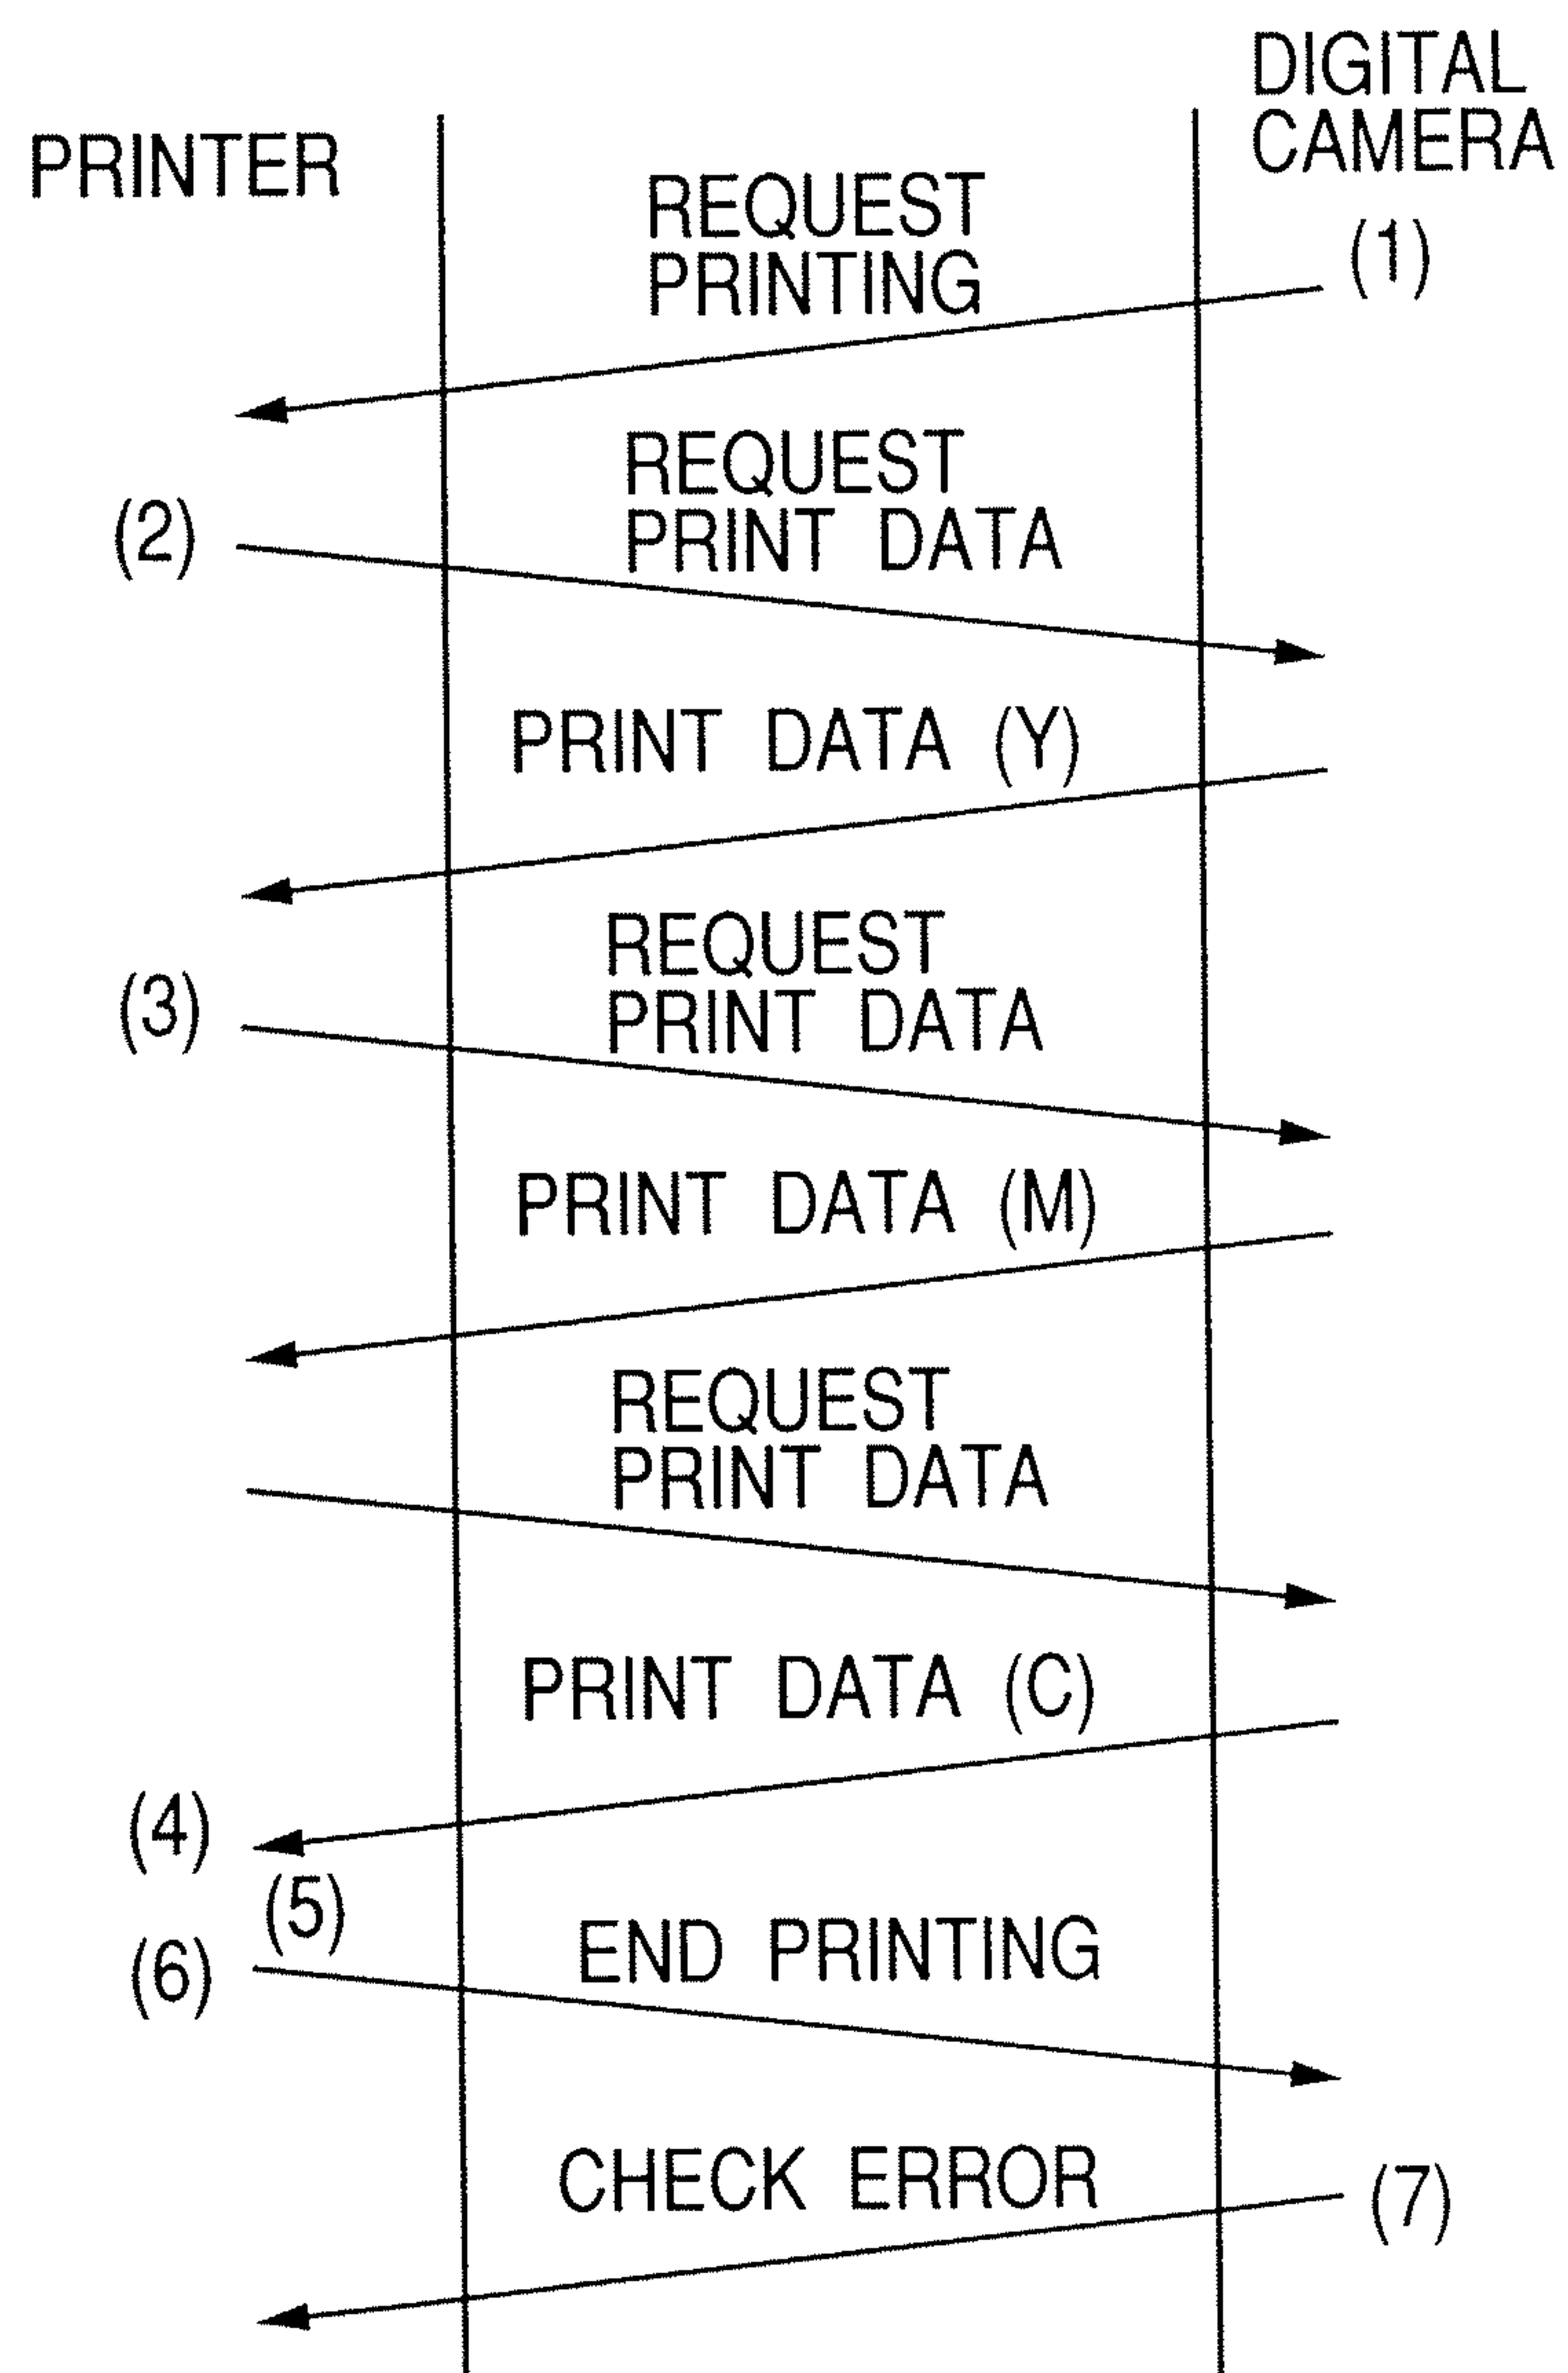 DIGITAL
CAMERA
PRINTER
REQUEST
PRINTING
(1)
REQUEST
PRINT DATA
(2)
PRINT DATA (Y)
REQUEST
PRINT DATA
(3)
PRINT DATA (M)
REQUEST
PRINT DATA
PRINT DATA (C)
(4)
(5)
END PRINTING
(6)
CHECK ERROR
(7)